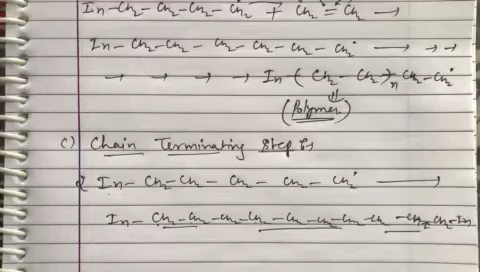 In - CH₂-CH₂-CH₂-CH₂ + CH₂=CH₂ →
In - CH₂-CH₂ - CH₂ - CH₂ - CH₂ - CH₂˙ → → →
→ → → → In-( CH₂ - CH₂ )n CH₂-CH₂˙
⇓
(Polymer)
c) Chain Terminating Step
In - CH₂-CH₂ - CH₂ - CH₂ - CH₂˙ →
In - CH₂-CH₂-CH₂-CH₂-CH₂-CH₂-CH₂-CH₂ -CH₂-CH₂-In